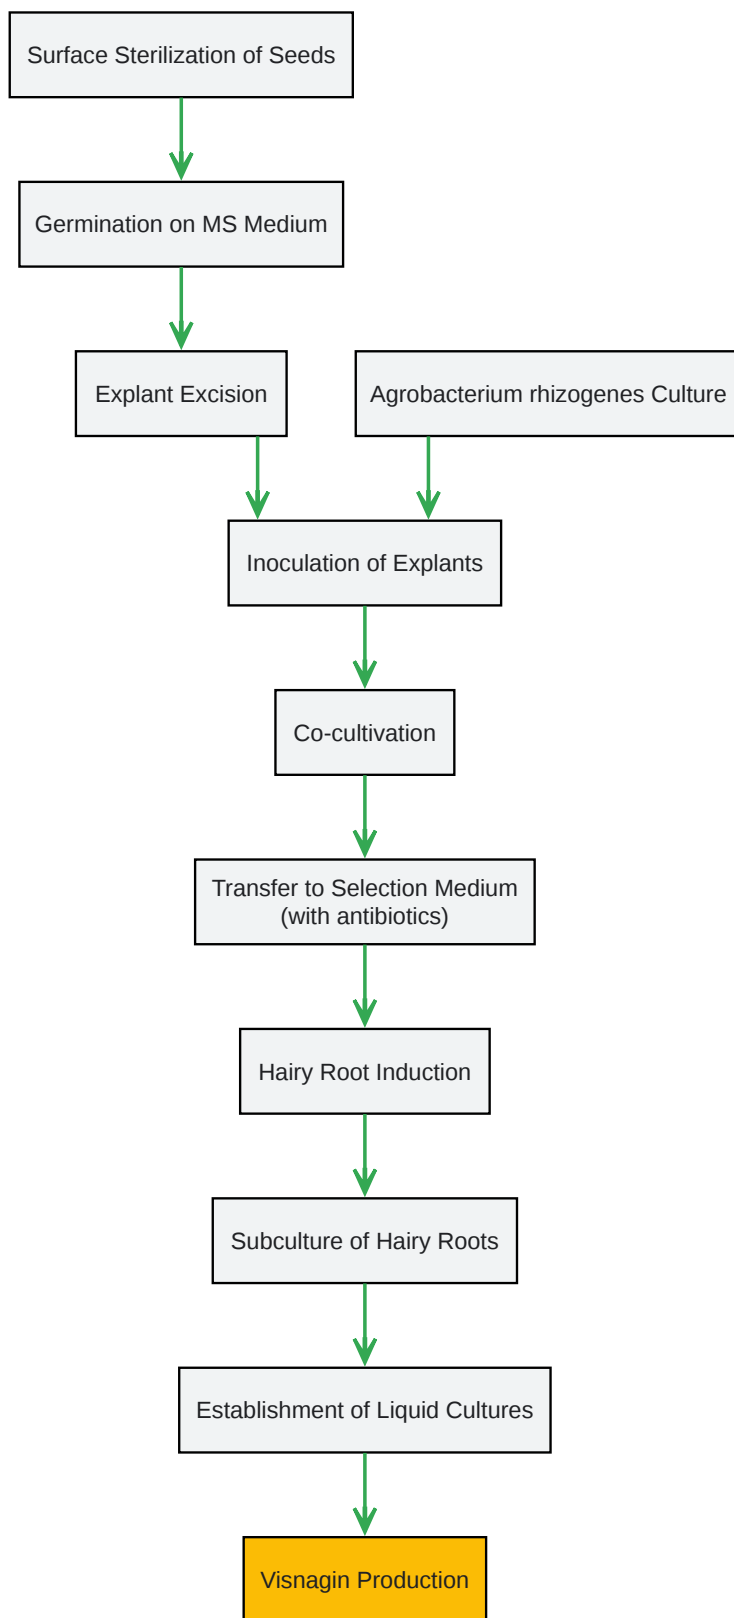 Surface Sterilization of Seeds
Germination on MS Medium
Explant Excision
Agrobacterium rhizogenes Culture
Inoculation of Explants
Co-cultivation
Transfer to Selection Medium
(with antibiotics)
Hairy Root Induction
Subculture of Hairy Roots
Establishment of Liquid Cultures
Visnagin Production